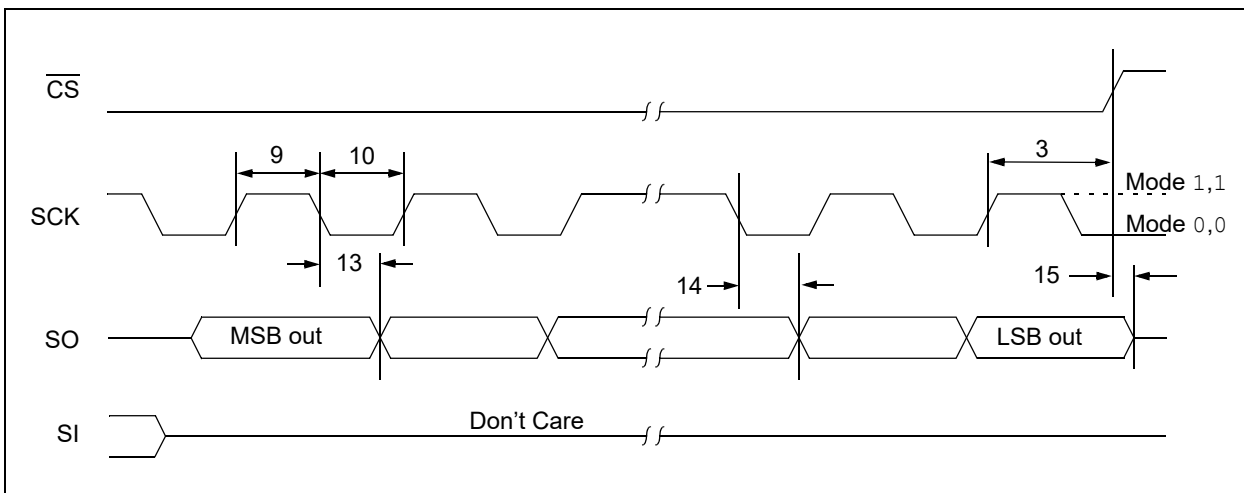 CS
9
10
3
SCK
Mode 1,1
Mode 0,0
13
14
15
SO
MSB out
LSB out
SI
Don't Care